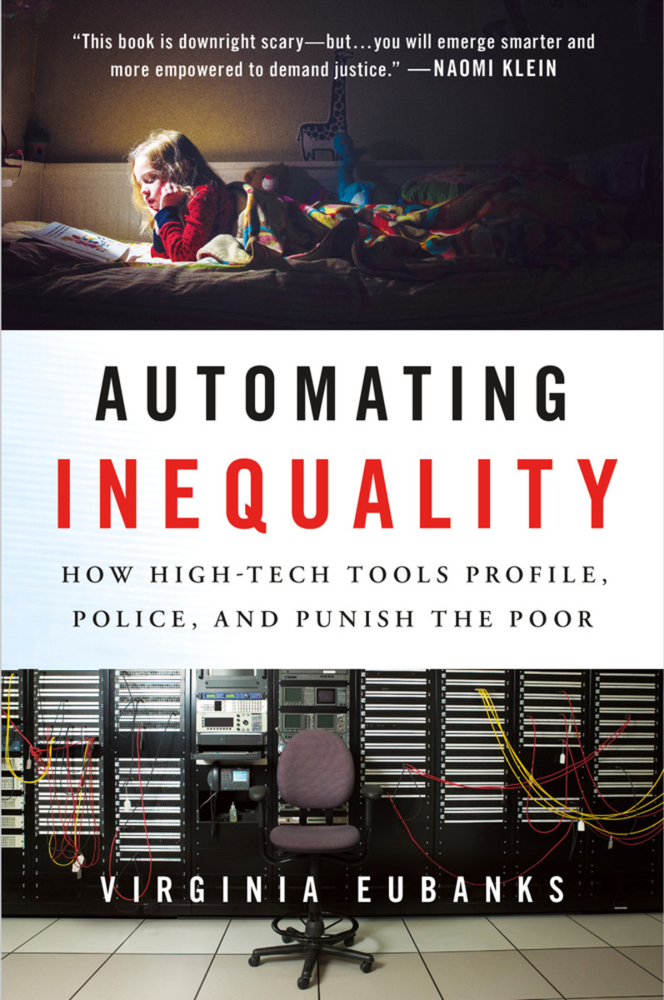 “This book is downright scary—but…you will emerge smarter and
more empowered to demand justice.” —NAOMI KLEIN
AUTOMATING
INEQUALITY
HOW HIGH-TECH TOOLS PROFILE,
POLICE, AND PUNISH THE POOR
VIRGINIA EUBANKS